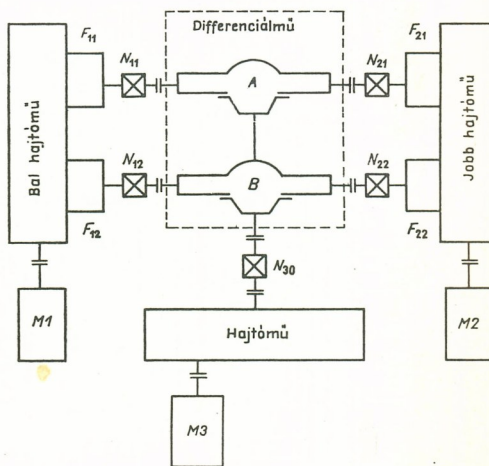 Differenciálmű
F₁₁
N₁₁
A
N₂₁
F₂₁
Bal hajtómű
Jobb hajtómű
N₁₂
B
N₂₂
F₁₂
F₂₂
N₃₀
M1
Hajtómű
M2
M3